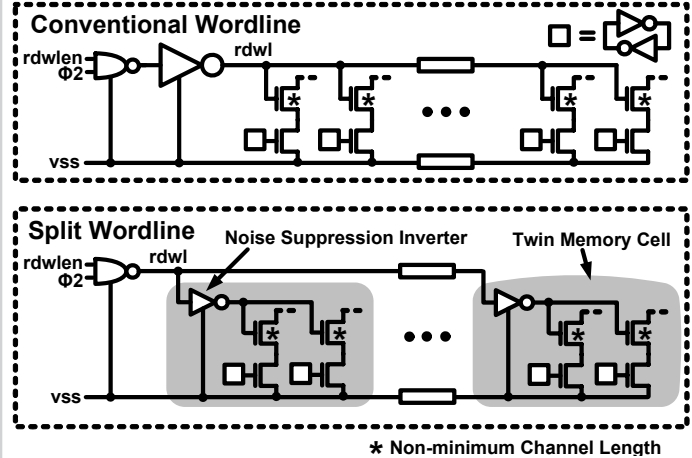 Conventional Wordline
=
rdwlen
Φ2
rdwl
*
*
*
*
vss
Split Wordline
Noise Suppression Inverter
Twin Memory Cell
rdwlen
Φ2
rdwl
*
*
*
*
vss
* Non-minimum Channel Length